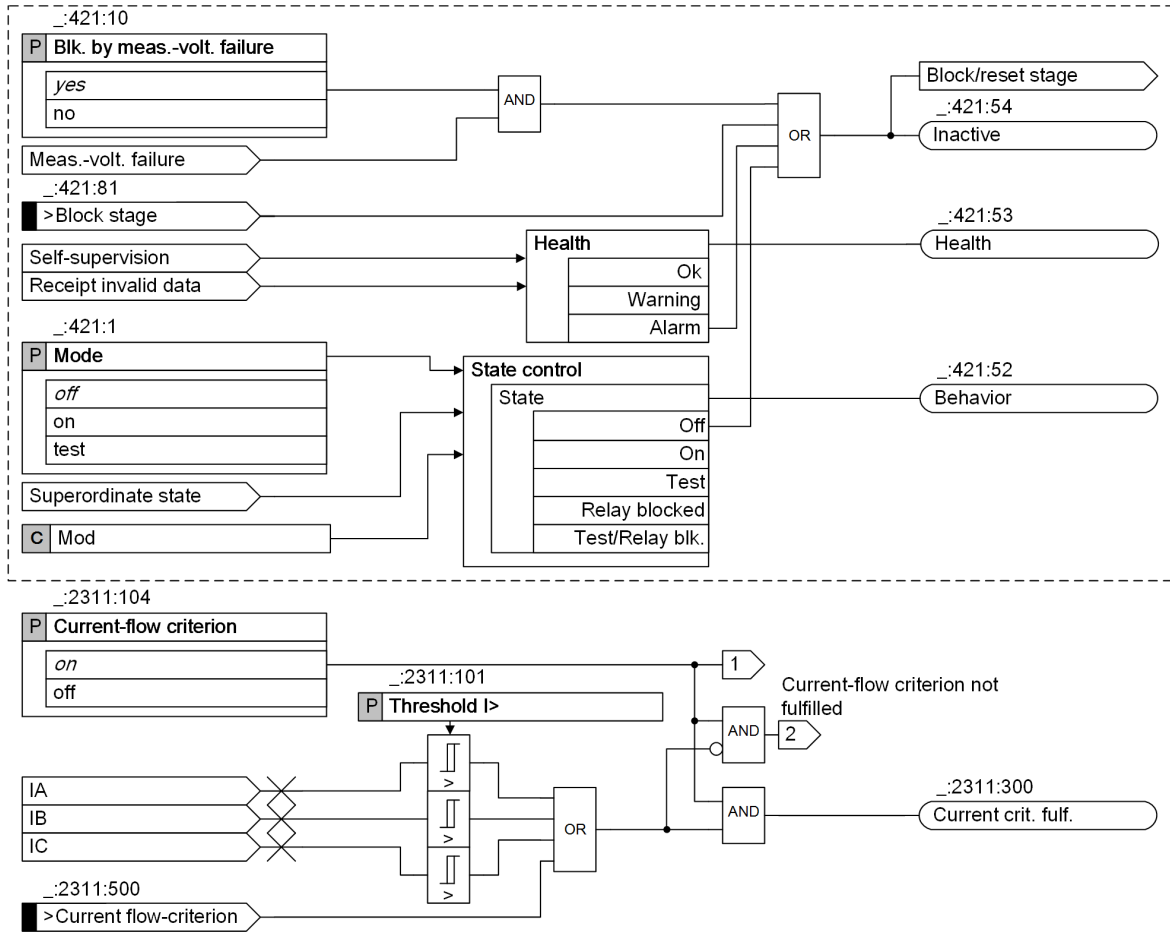 _:421:10
P Blk. by meas.-volt. failure
yes
no
Meas.-volt. failure
AND
OR
Block/reset stage
_:421:54
Inactive
_:421:81
>Block stage
Self-supervision
Receipt invalid data
Health
Ok
Warning
Alarm
_:421:53
Health
_:421:1
P Mode
off
on
test
Superordinate state
C Mod
State control
State
Off
On
Test
Relay blocked
Test/Relay blk.
_:421:52
Behavior
_:2311:104
P Current-flow criterion
on
off
_:2311:101
P Threshold I>
1
Current-flow criterion not
fulfilled
AND
2
IA
IB
IC
v
v
v
OR
AND
_:2311:300
Current crit. fulf.
_:2311:500
>Current flow-criterion